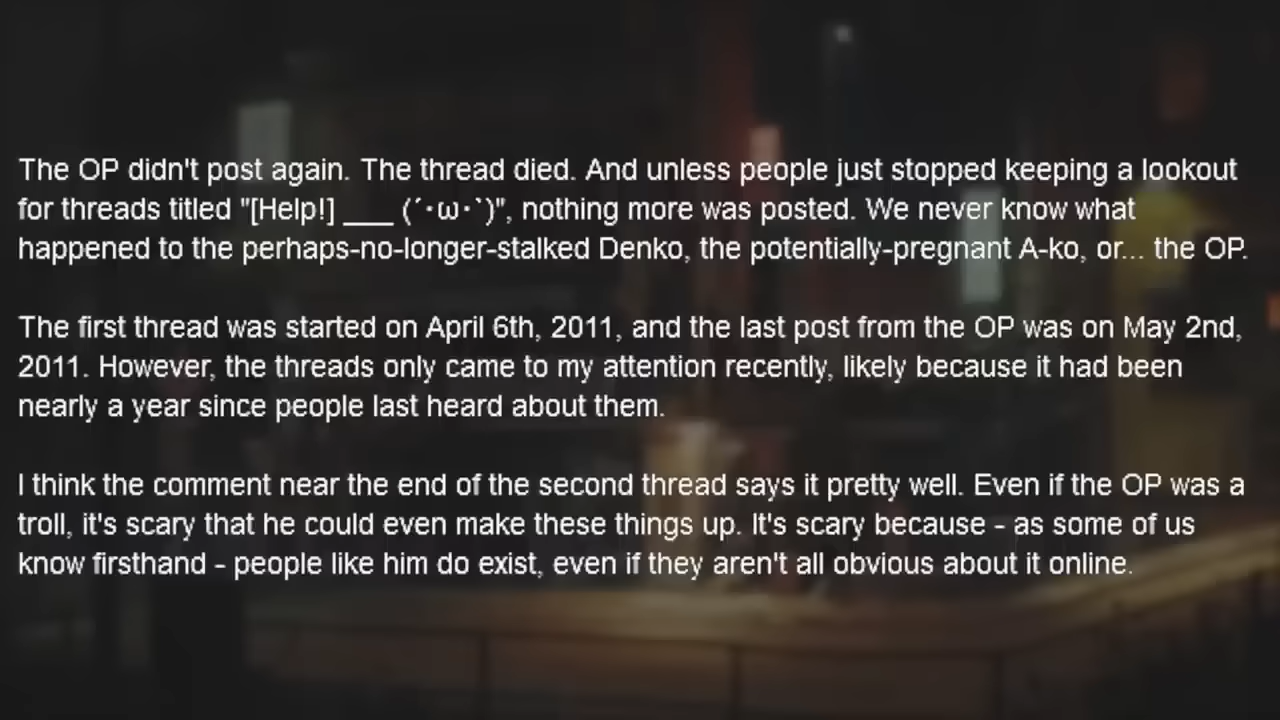 The OP didn't post again. The thread died. And unless people just stopped keeping a lookout
for threads titled "[Help!] ___ (´･ω･`)", nothing more was posted. We never know what
happened to the perhaps-no-longer-stalked Denko, the potentially-pregnant A-ko, or... the OP.
The first thread was started on April 6th, 2011, and the last post from the OP was on May 2nd,
2011. However, the threads only came to my attention recently, likely because it had been
nearly a year since people last heard about them.
I think the comment near the end of the second thread says it pretty well. Even if the OP was a
troll, it's scary that he could even make these things up. It's scary because - as some of us
know firsthand - people like him do exist, even if they aren't all obvious about it online.